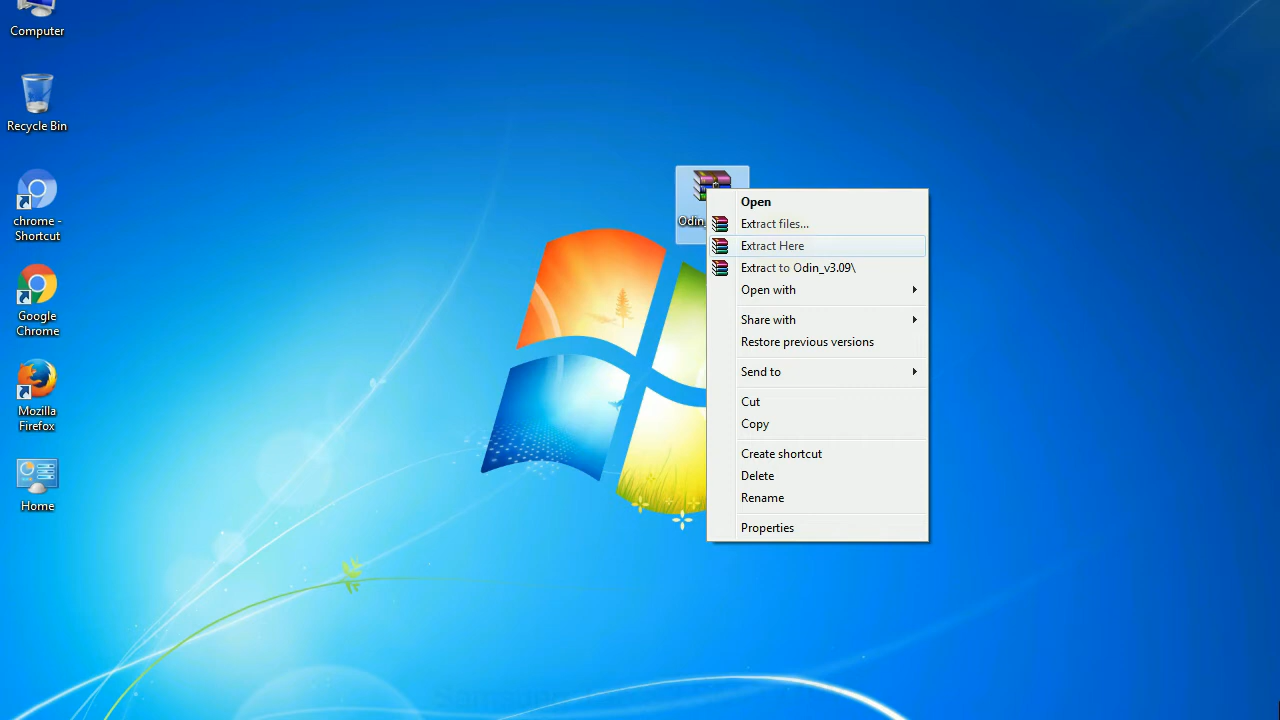 Computer
Recycle Bin
chrome -
Shortcut
Google
Chrome
Mozilla
Firefox
Home
Odin_
Open
Extract files...
Extract Here
Extract to Odin_v3.09\
Open with
Share with
Restore previous versions
Send to
Cut
Copy
Create shortcut
Delete
Rename
Properties